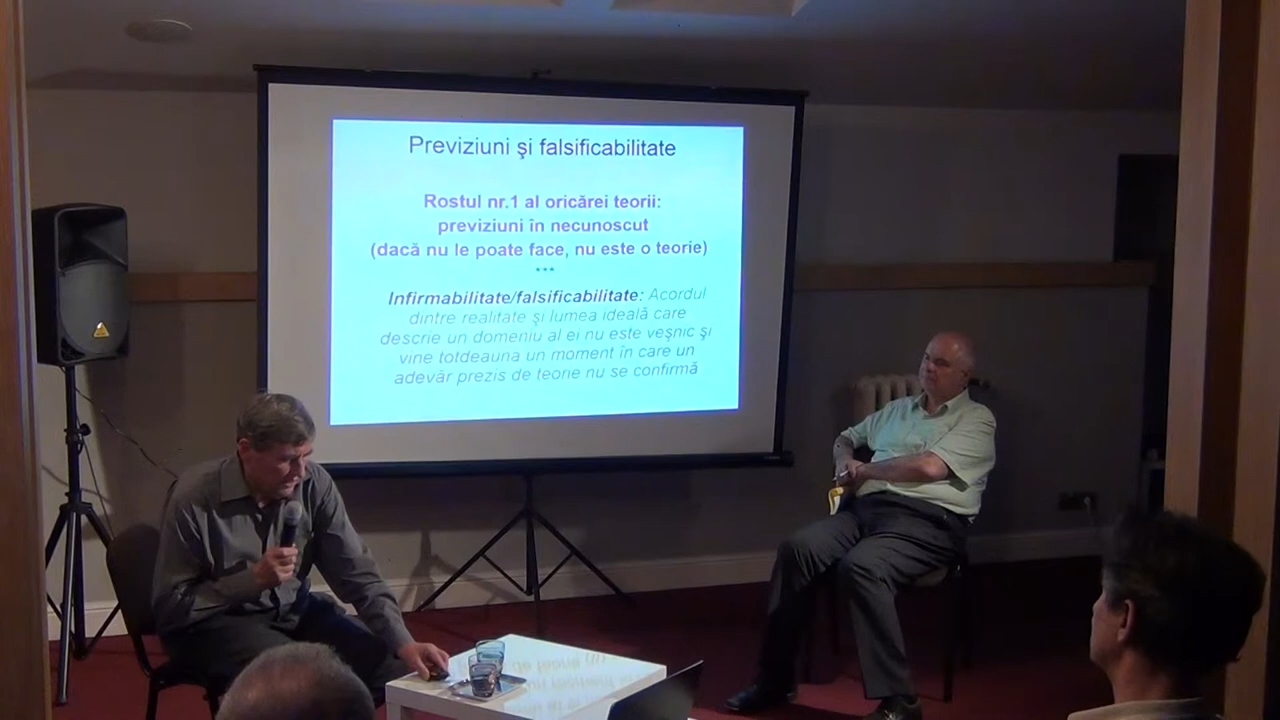 Previziuni şi falsificabilitate
Rostul nr.1 al oricărei teorii:
previziuni în necunoscut
(dacă nu le poate face, nu este o teorie)
***
Infirmabilitate/falsificabilitate: Acordul
dintre realitate şi lumea ideală care
descrie un domeniu al ei nu este veşnic şi
vine totdeauna un moment în care un
adevăr prezis de teorie nu se confirmă